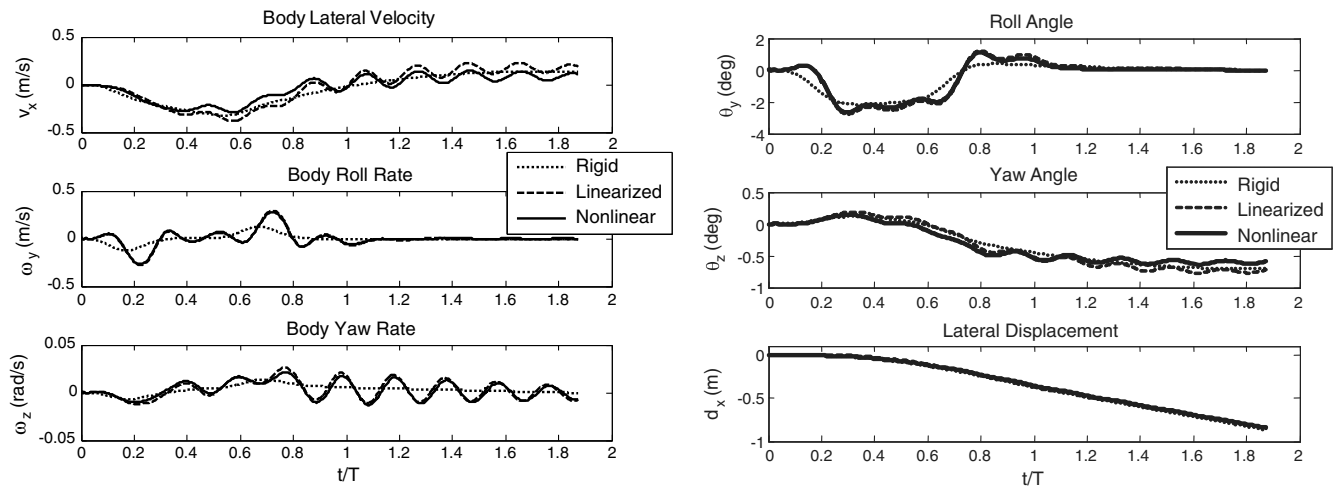 Body Lateral Velocity
0.5
0
-0.5
v_x (m/s)
0 0.2 0.4 0.6 0.8 1 1.2 1.4 1.6 1.8 2
Body Roll Rate
0.5
0
-0.5
ω_y (m/s)
0 0.2 0.4 0.6 0.8 1 1.2 1.4 1.6 1.8 2
Rigid
Linearized
Nonlinear
Body Yaw Rate
0.05
0
-0.05
ω_z (rad/s)
0 0.2 0.4 0.6 0.8 1 1.2 1.4 1.6 1.8 2
t/T
Roll Angle
2
0
-2
-4
θ_y (deg)
0 0.2 0.4 0.6 0.8 1 1.2 1.4 1.6 1.8 2
Yaw Angle
0.5
0
-0.5
-1
θ_z (deg)
0 0.2 0.4 0.6 0.8 1 1.2 1.4 1.6 1.8 2
Rigid
Linearized
Nonlinear
Lateral Displacement
0
-0.5
-1
d_x (m)
0 0.2 0.4 0.6 0.8 1 1.2 1.4 1.6 1.8 2
t/T